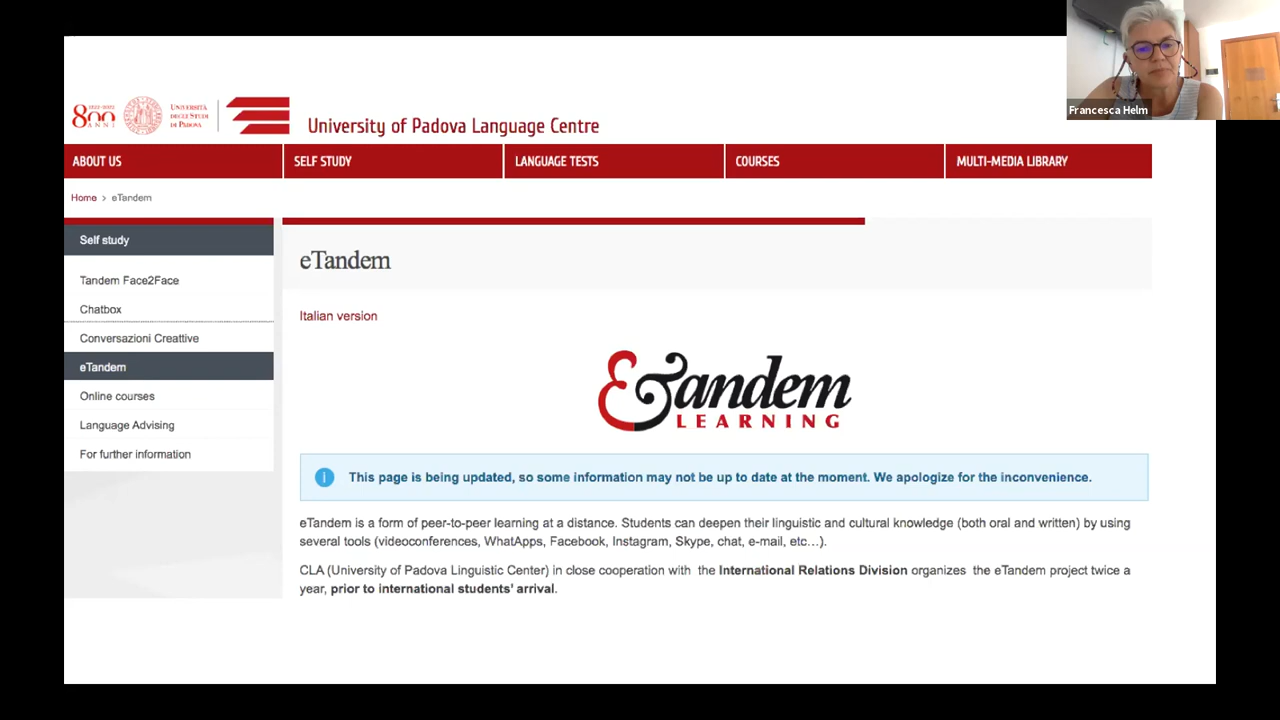 800
1222-2022
ANNI
UNIVERSITÀ
DEGLI STUDI
DI PADOVA
University of Padova Language Centre
Francesca Helm
ABOUT US
SELF STUDY
LANGUAGE TESTS
COURSES
MULTI-MEDIA LIBRARY
Home > eTandem
Self study
Tandem Face2Face
Chatbox
Conversazioni Creattive
eTandem
Online courses
Language Advising
For further information
eTandem
Italian version
Etandem
LEARNING
This page is being updated, so some information may not be up to date at the moment. We apologize for the inconvenience.
eTandem is a form of peer-to-peer learning at a distance. Students can deepen their linguistic and cultural knowledge (both oral and written) by using
several tools (videoconferences, WhatApps, Facebook, Instagram, Skype, chat, e-mail, etc...).
CLA (University of Padova Linguistic Center) in close cooperation with the International Relations Division organizes the eTandem project twice a
year, prior to international students' arrival.